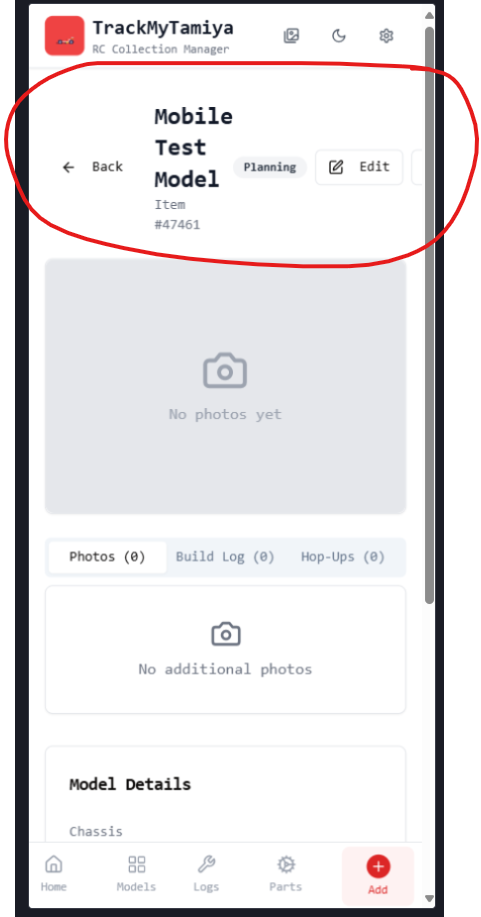 TrackMyTamiya
RC Collection Manager
Back
Mobile
Test
Model
Item
#47461
Planning
Edit
No photos yet
Photos (0) Build Log (0) Hop-Ups (0)
No additional photos
Model Details
Chassis
Home Models Logs Parts Add